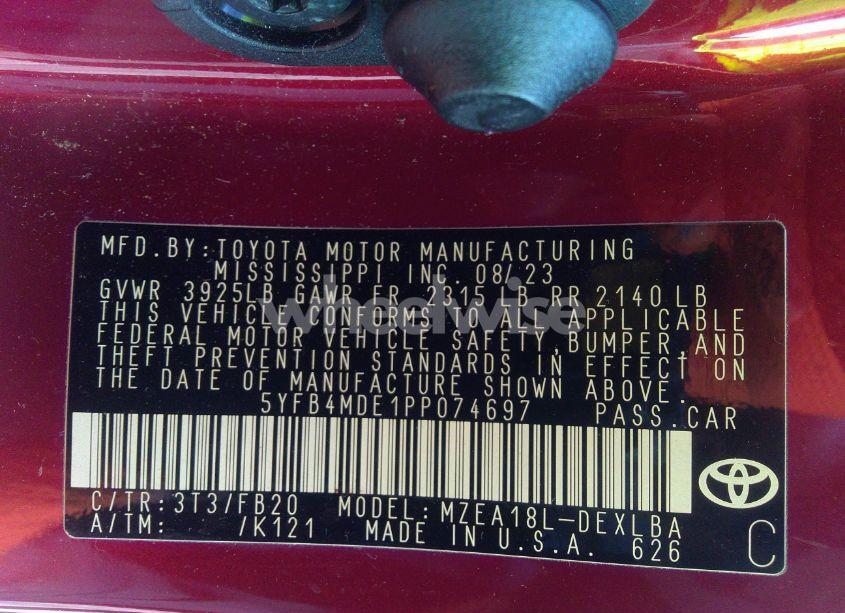 MFD.BY:TOYOTA MOTOR MANUFACTURING
MISSISSIPPI INC. 08/23
GVWR 3925LB GAWR FR 2315 LB RR 2140 LB
THIS VEHICLE CONFORMS TO ALL APPLICABLE
FEDERAL MOTOR VEHICLE SAFETY,BUMPER,AND
THEFT PREVENTION STANDARDS IN EFFECT ON
THE DATE OF MANUFACTURE SHOWN ABOVE.
5YFB4MDE1PP074697 PASS.CAR
C/TR:3T3/FB20 MODEL:MZEA18L-DEXLBA
A/TM: /K121 MADE IN U.S.A. 626
C
wheelwise